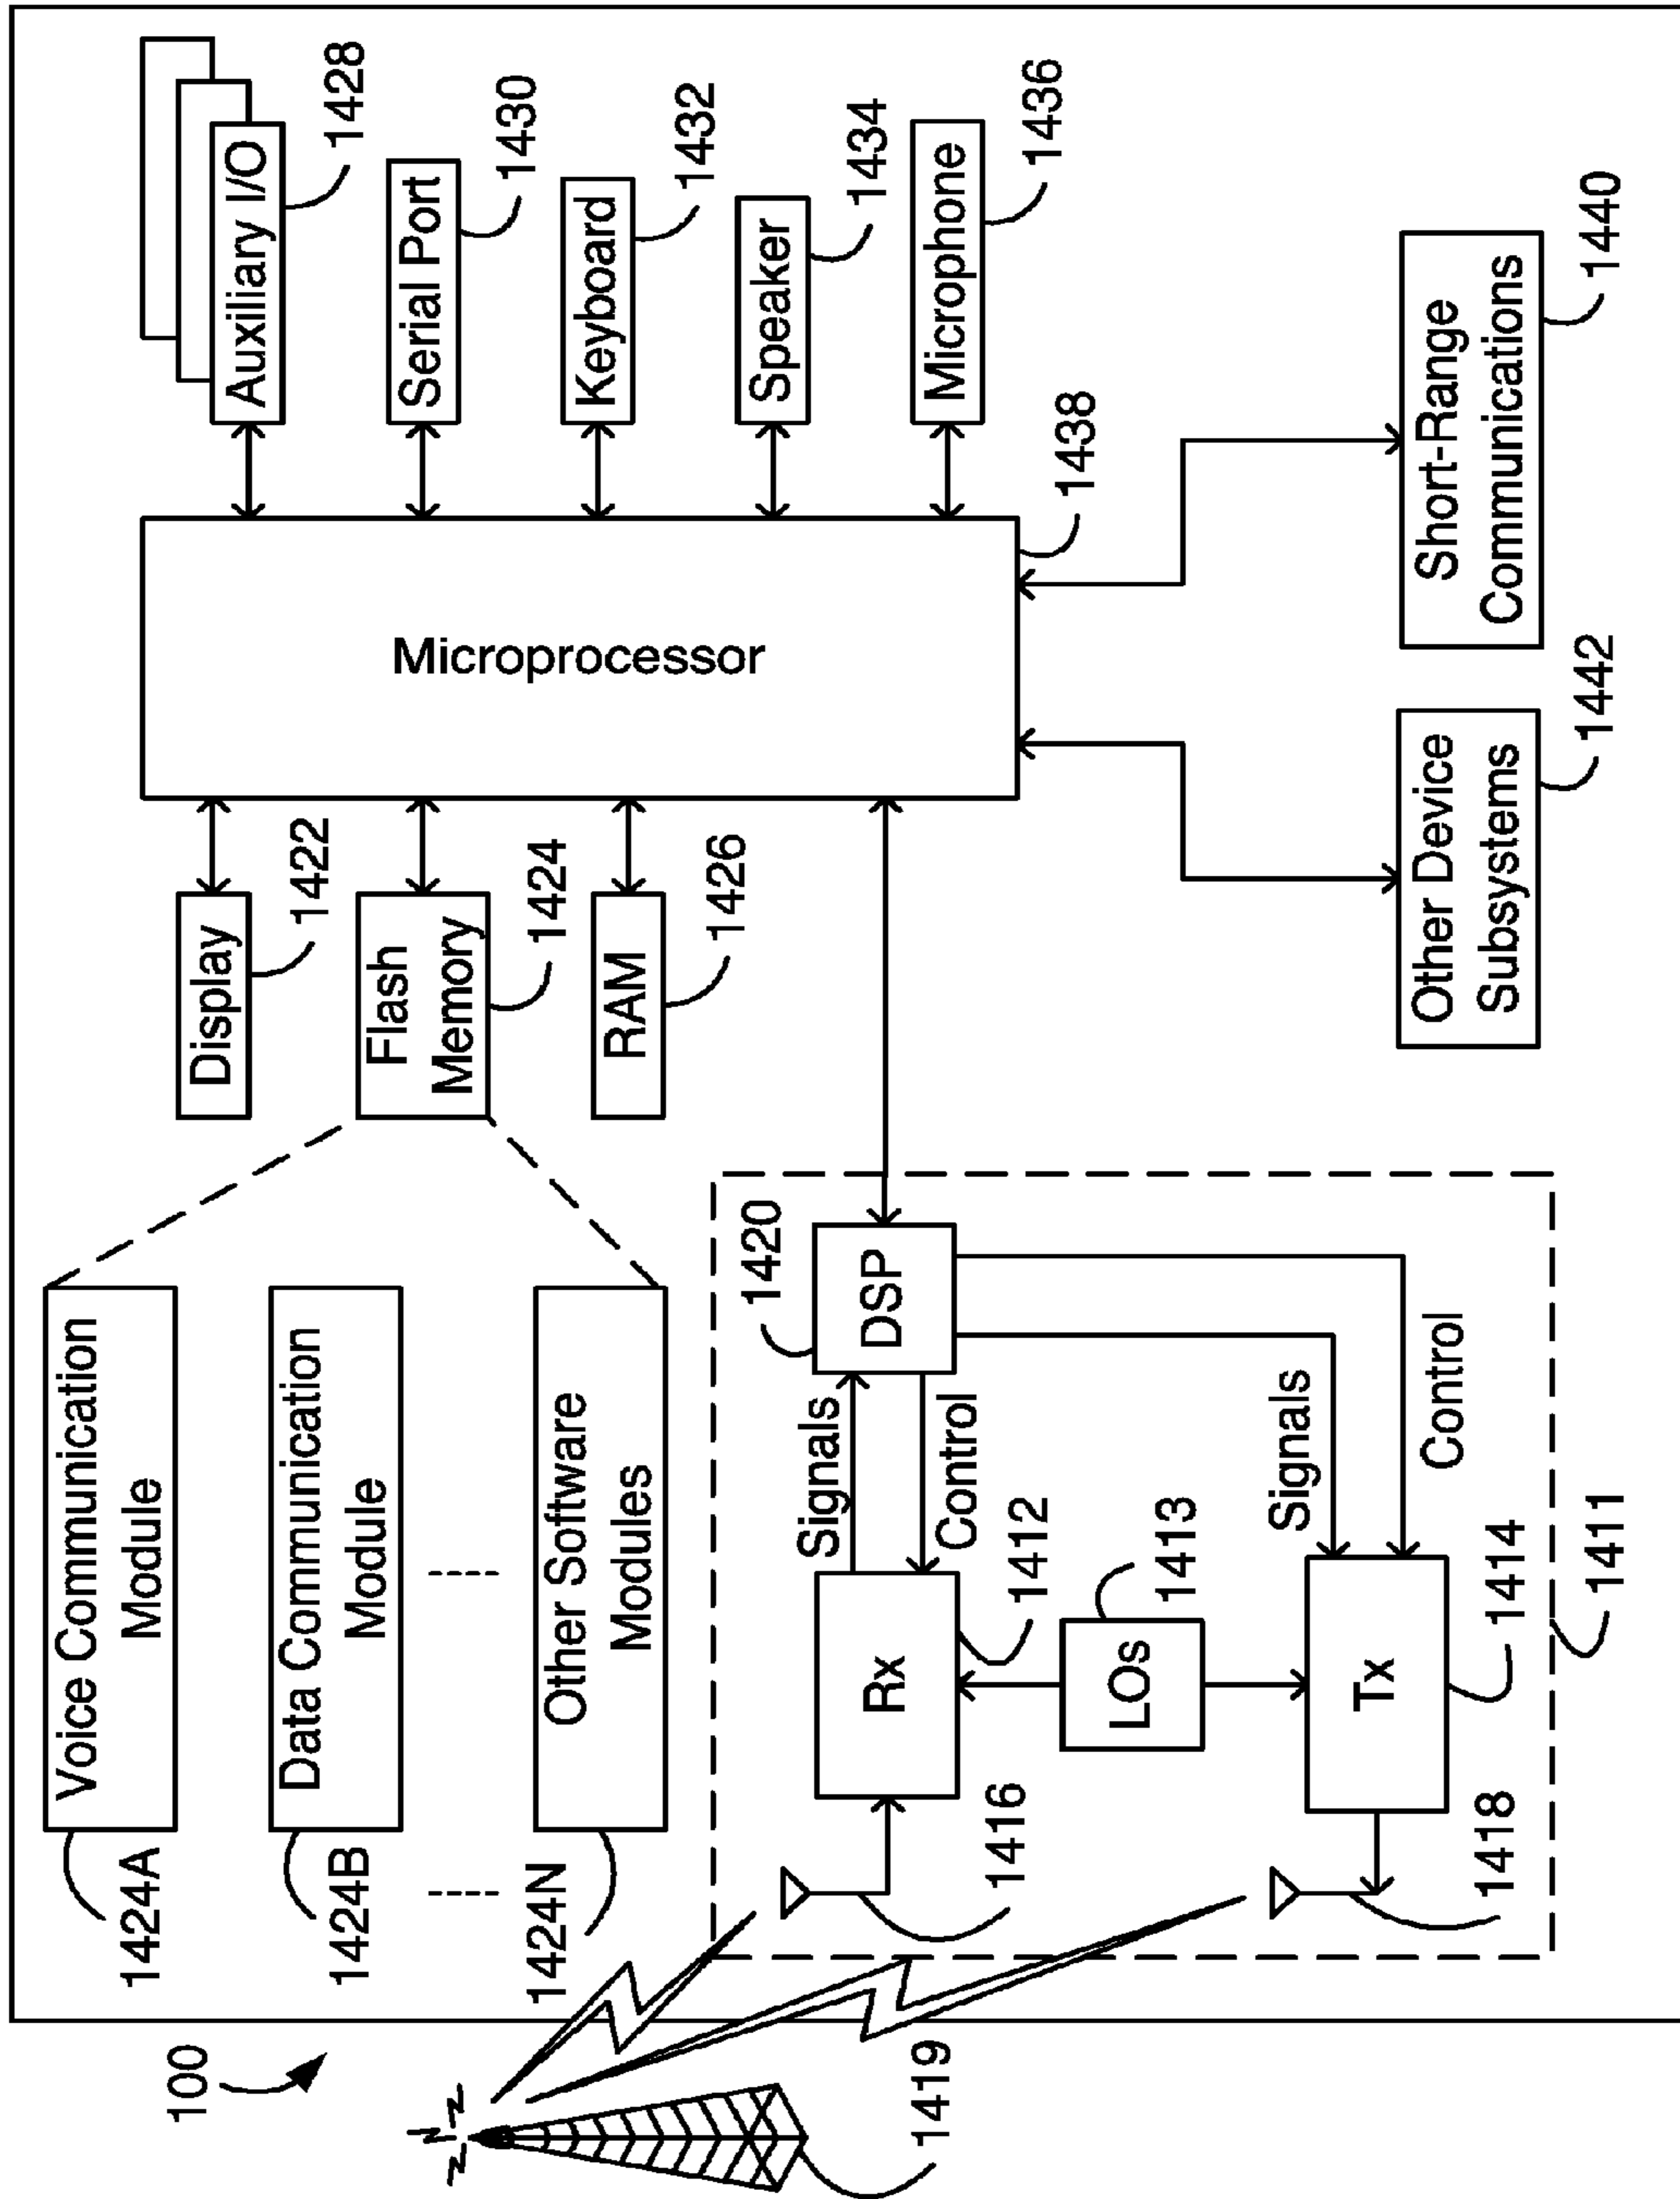 100
1419
Voice Communication
Module
1424A
Data Communication
Module
1424B
Other Software
Modules
1424N
Display
1422
Flash
Memory
1424
RAM
1426
Microprocessor
1438
Auxiliary I/O
1428
Serial Port
1430
Keyboard
1432
Speaker
1434
Microphone
1436
DSP
1420
Signals
Control
Rx
1412
1416
LOs
1413
Signals
Control
Tx
1414
1418
1411
Other Device
Subsystems
1442
Short-Range
Communications
1440